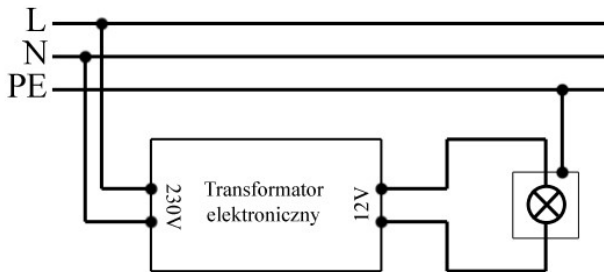 L
N
PE
230V
Transformator
elektroniczny
12V